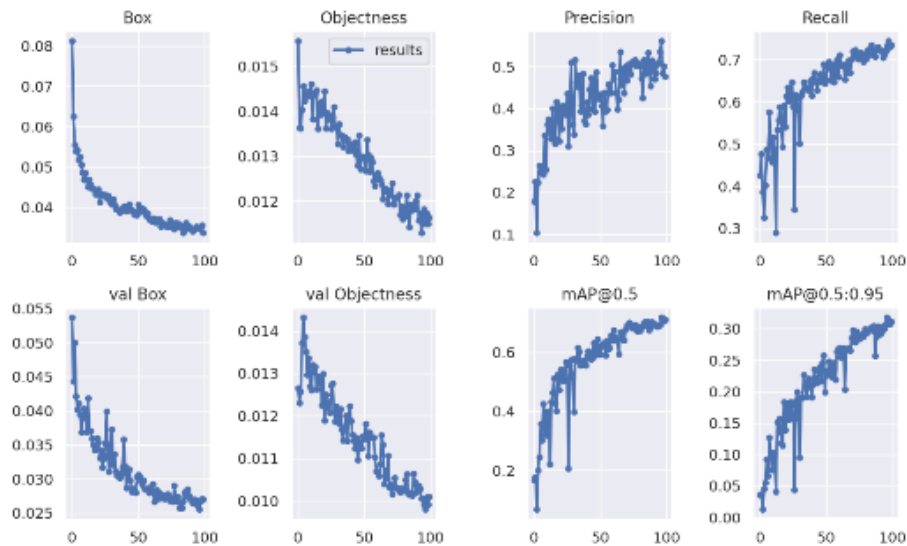 Box
Objectness
Precision
Recall
results
0.08
0.07
0.06
0.05
0.04
0.015
0.014
0.013
0.012
0.5
0.4
0.3
0.2
0.1
0.7
0.6
0.5
0.4
0.3
0 50 100
0 50 100
0 50 100
0 50 100
val Box
val Objectness
mAP@0.5
mAP@0.5:0.95
0.055
0.050
0.045
0.040
0.035
0.030
0.025
0.014
0.013
0.012
0.011
0.010
0.6
0.4
0.2
0.30
0.25
0.20
0.15
0.10
0.05
0.00
0 50 100
0 50 100
0 50 100
0 50 100